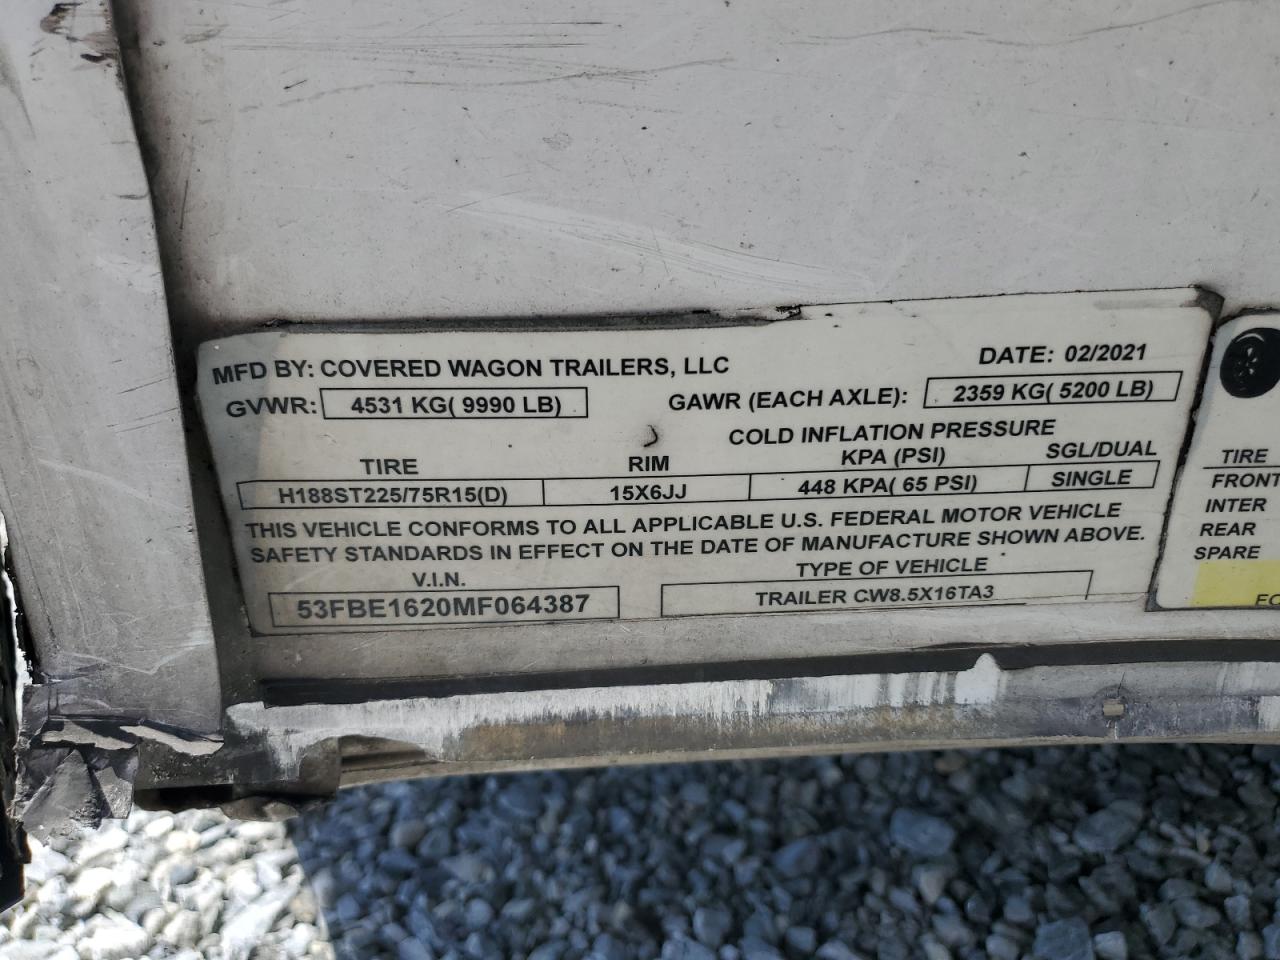 MFD BY: COVERED WAGON TRAILERS, LLC DATE: 02/2021
GVWR: 4531 KG( 9990 LB) GAWR (EACH AXLE): 2359 KG( 5200 LB)
COLD INFLATION PRESSURE
TIRE RIM KPA (PSI) SGL/DUAL
H188ST225/75R15(D) 15X6JJ 448 KPA( 65 PSI) SINGLE
THIS VEHICLE CONFORMS TO ALL APPLICABLE U.S. FEDERAL MOTOR VEHICLE
SAFETY STANDARDS IN EFFECT ON THE DATE OF MANUFACTURE SHOWN ABOVE.
V.I.N. TYPE OF VEHICLE
53FBE1620MF064387 TRAILER CW8.5X16TA3
TIRE
FRONT
INTER
REAR
SPARE